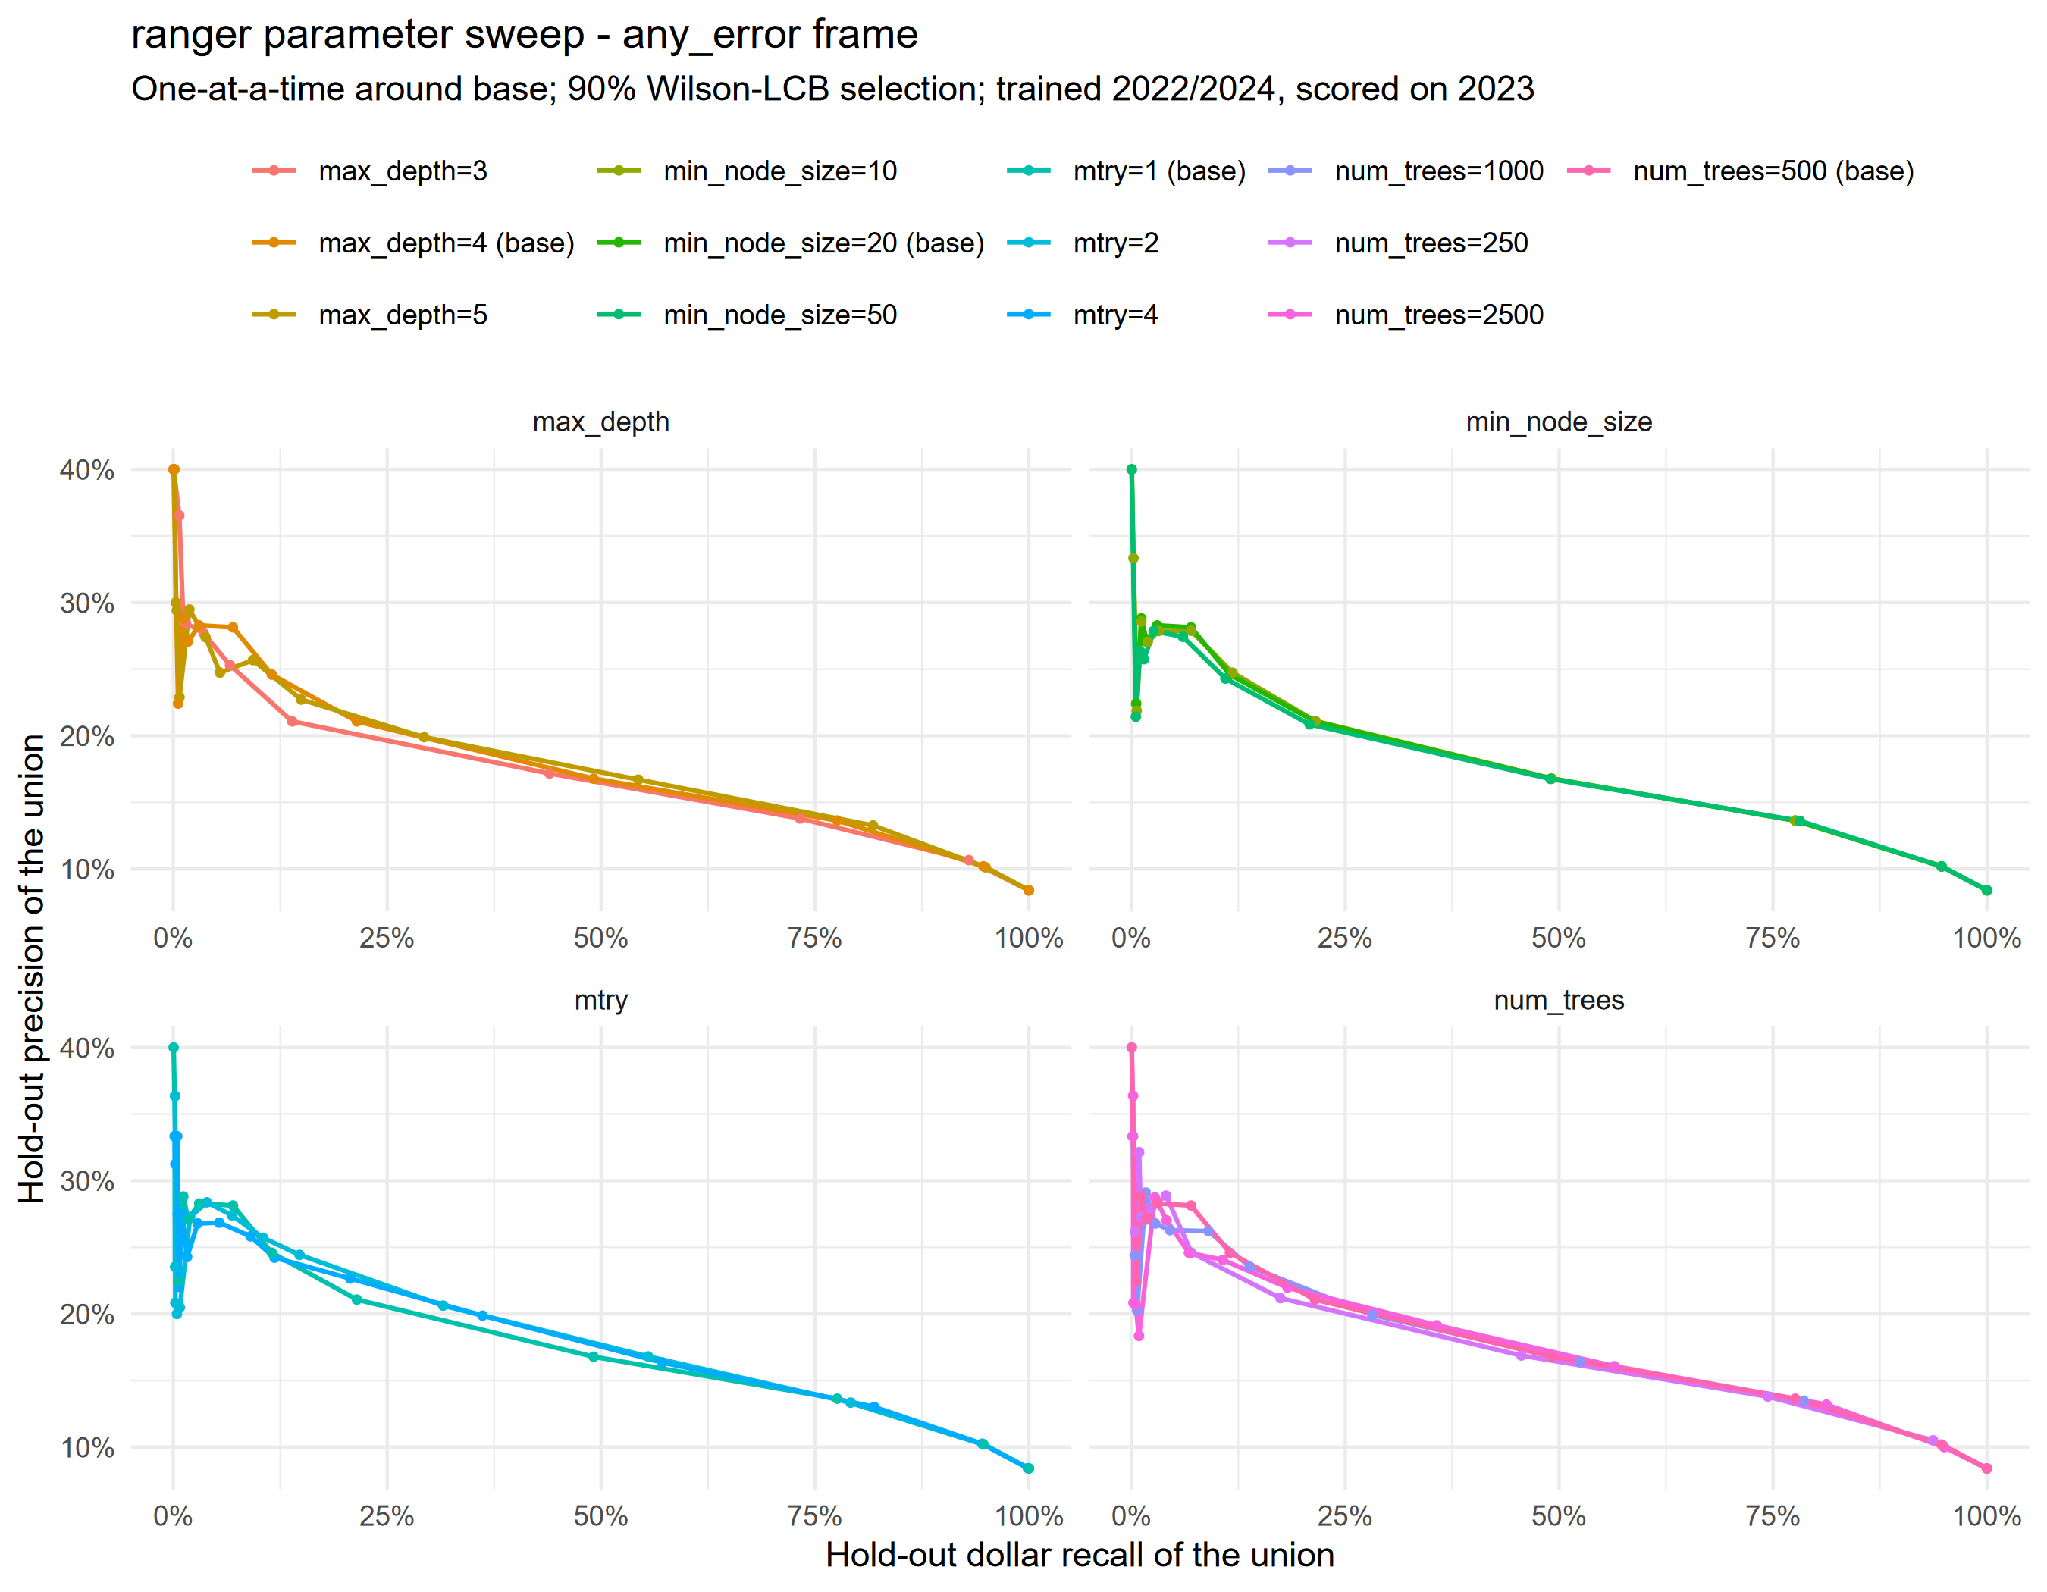 ranger parameter sweep - any_error frame
One-at-a-time around base; 90% Wilson-LCB selection; trained 2022/2024, scored on 2023
max_depth=3 min_node_size=10 mtry=1 (base) num_trees=1000 num_trees=500 (base)
max_depth=4 (base) min_node_size=20 (base) mtry=2 num_trees=250
max_depth=5 min_node_size=50 mtry=4 num_trees=2500
max_depth min_node_size
40%
30%
20%
10%
0% 25% 50% 75% 100% 0% 25% 50% 75% 100%
mtry num_trees
40%
30%
20%
10%
0% 25% 50% 75% 100% 0% 25% 50% 75% 100%
Hold-out precision of the union
Hold-out dollar recall of the union